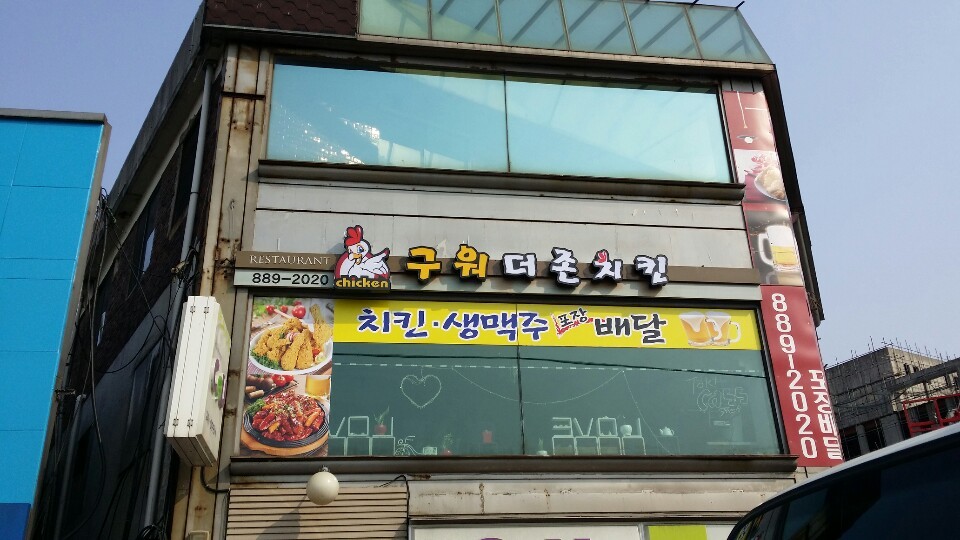 RESTAURANT
889-2020
chicken
구워 더 존치킨
치킨·생맥주 포장 배달
889-2020 포장배달
LOVE